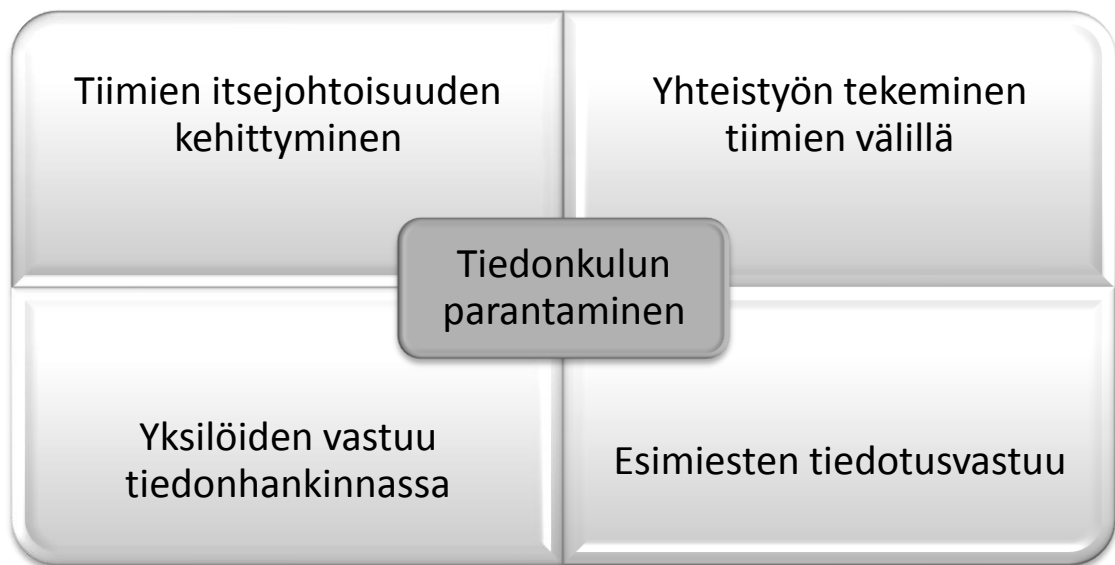 Tiimien itsejohtoisuuden
kehittyminen
Yhteistyön tekeminen
tiimien välillä
Tiedonkulun
parantaminen
Yksilöiden vastuu
tiedonhankinnassa
Esimiesten tiedotusvastuu